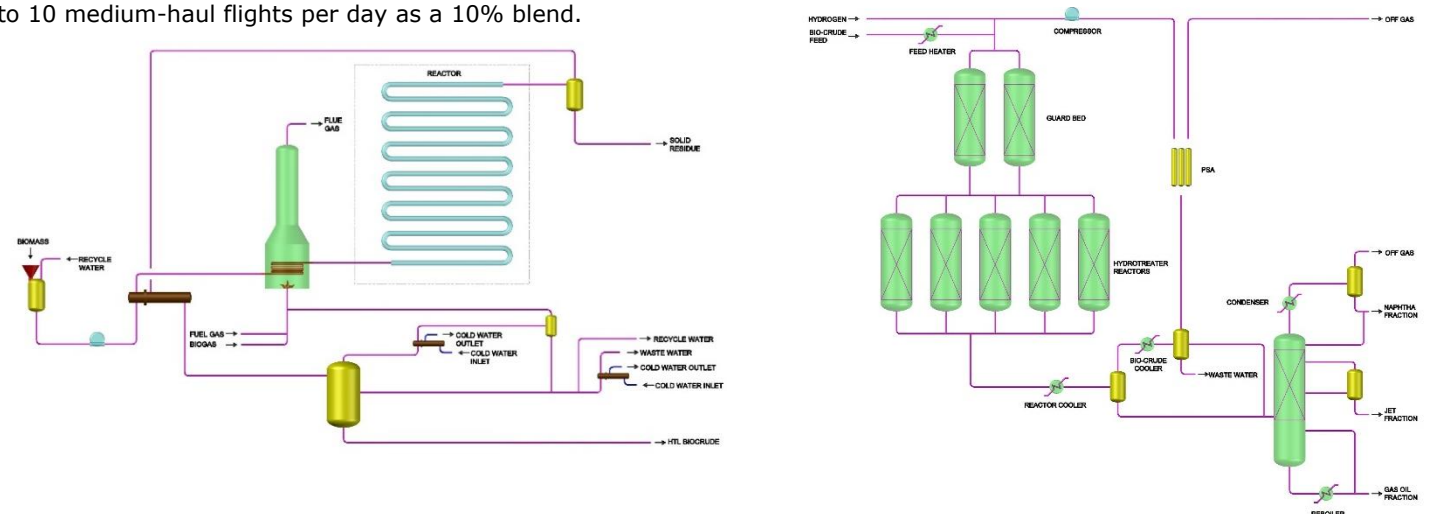 to 10 medium-haul flights per day as a 10% blend.
REACTOR
FLUE
GAS
SOLID
RESIDUE
BIOMASS
RECYCLE
WATER
FUEL GAS
BIOGAS
COLD WATER
OUTLET
COLD WATER
INLET
RECYCLE WATER
WASTE WATER
COLD WATER OUTLET
COLD WATER INLET
HTL BIOCRUDE
HYDROGEN
BIO-CRUDE
FEED
FEED HEATER
COMPRESSOR
OFF GAS
GUARD BED
PSA
HYDROTREATER
REACTORS
OFF GAS
CONDENSER
NAPHTHA
FRACTION
BIO-CRUDE
COOLER
WASTE WATER
REACTOR COOLER
JET
FRACTION
GAS OIL
FRACTION
REBOILER